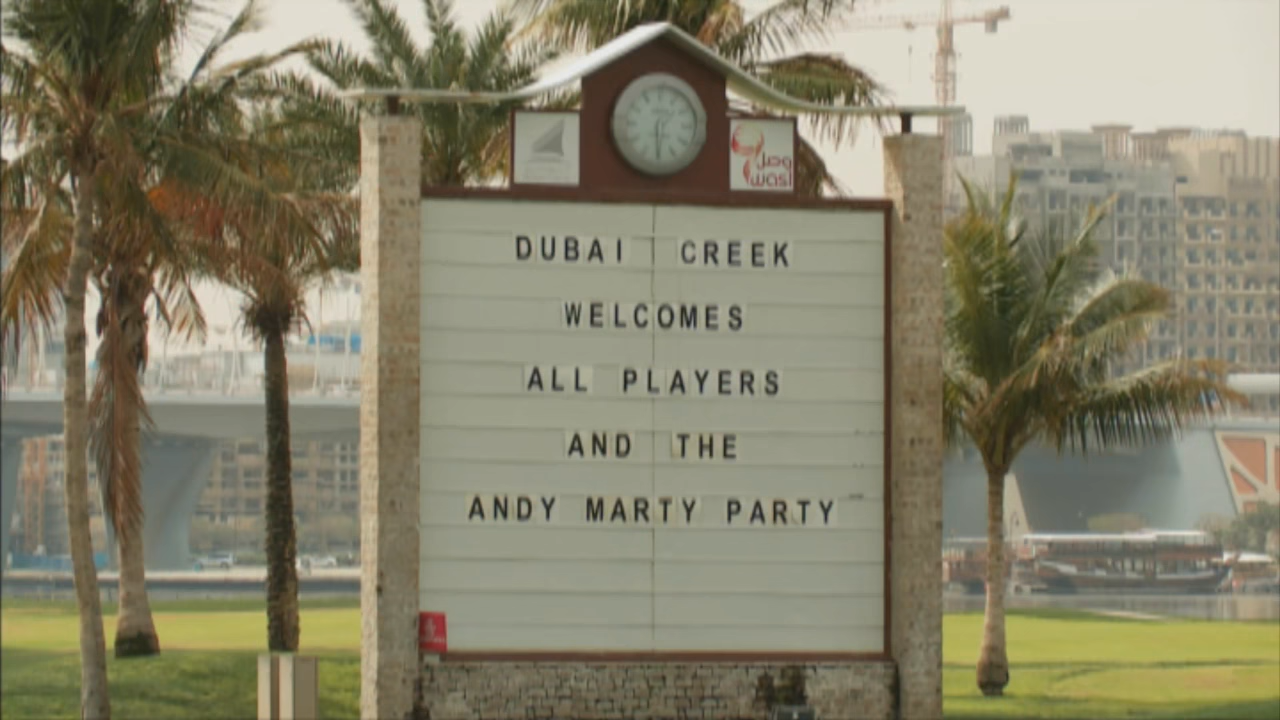 وصل
wasl
DUBAI CREEK
WELCOMES
ALL PLAYERS
AND THE
ANDY MARTY PARTY